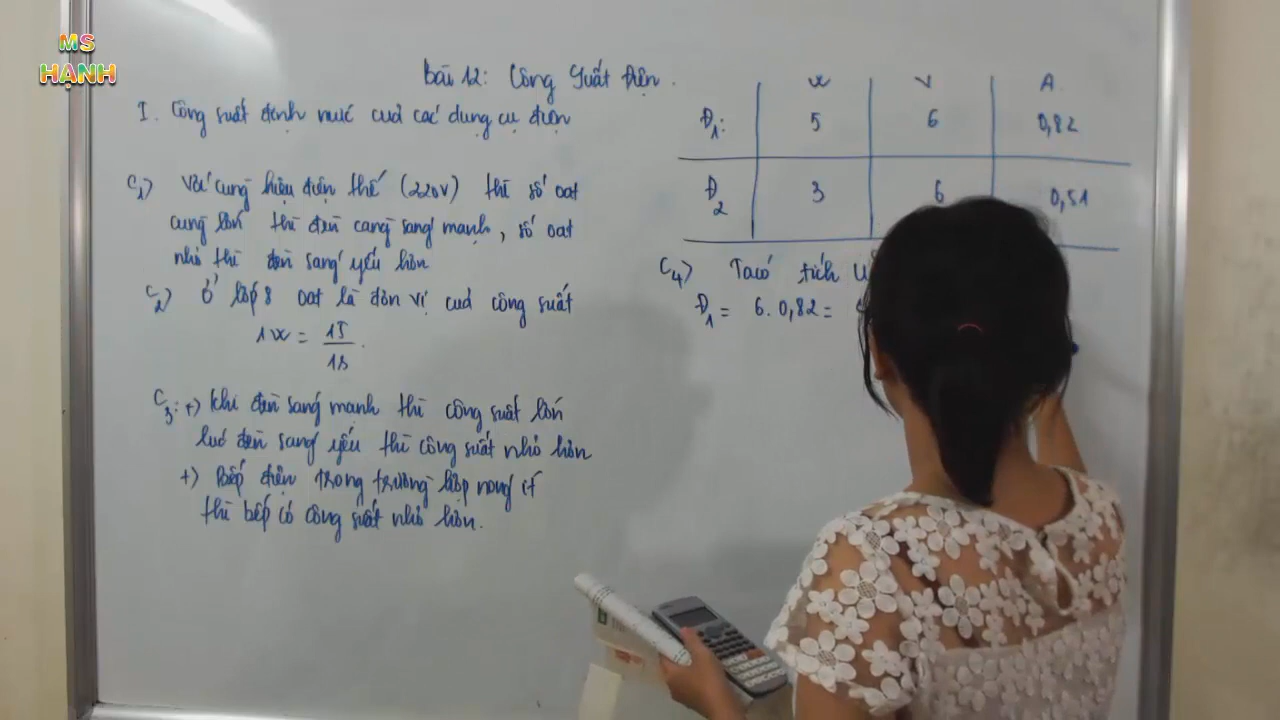 MS
HẠNH
Bài 12: Công suất điện.
I. Công suất định mức của các dụng cụ điện
C1) Với cùng hiệu điện thế (220V) thì số oat
cùng lớn thì đèn càng sáng mạnh, số oat
nhỏ thì đèn sáng yếu hơn
C2) Ở lớp 8 oat là đơn vị của công suất
1W = 1J/1s.
C3: +) Khi đèn sáng mạnh thì công suất lớn
lúc đèn sáng yếu thì công suất nhỏ hơn
+) Bếp điện trong trường hợp nóng ít
thì bếp có công suất nhỏ hơn.
W V A
Đ1: 5 6 0,82
Đ2 3 6 0,51
C4) Ta có tích U
Đ1 = 6. 0,82 =